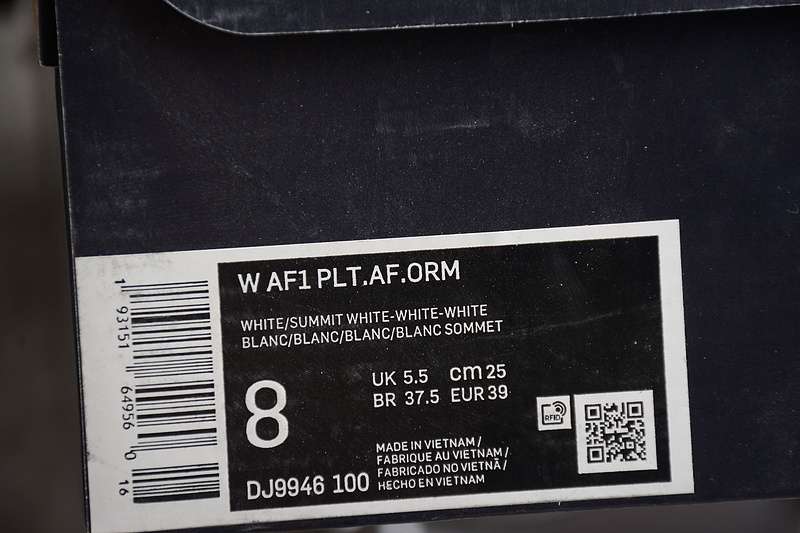 W AF1 PLT.AF.ORM
WHITE/SUMMIT WHITE-WHITE-WHITE
BLANC/BLANC/BLANC/BLANC SOMMET
8
UK 5.5 cm 25
BR 37.5 EUR 39
DJ9946 100
MADE IN VIETNAM /
FABRIQUE AU VIETNAM /
FABRICADO NO VIETNÃ /
HECHO EN VIETNAM
RFID
1 93151 64956 0 16